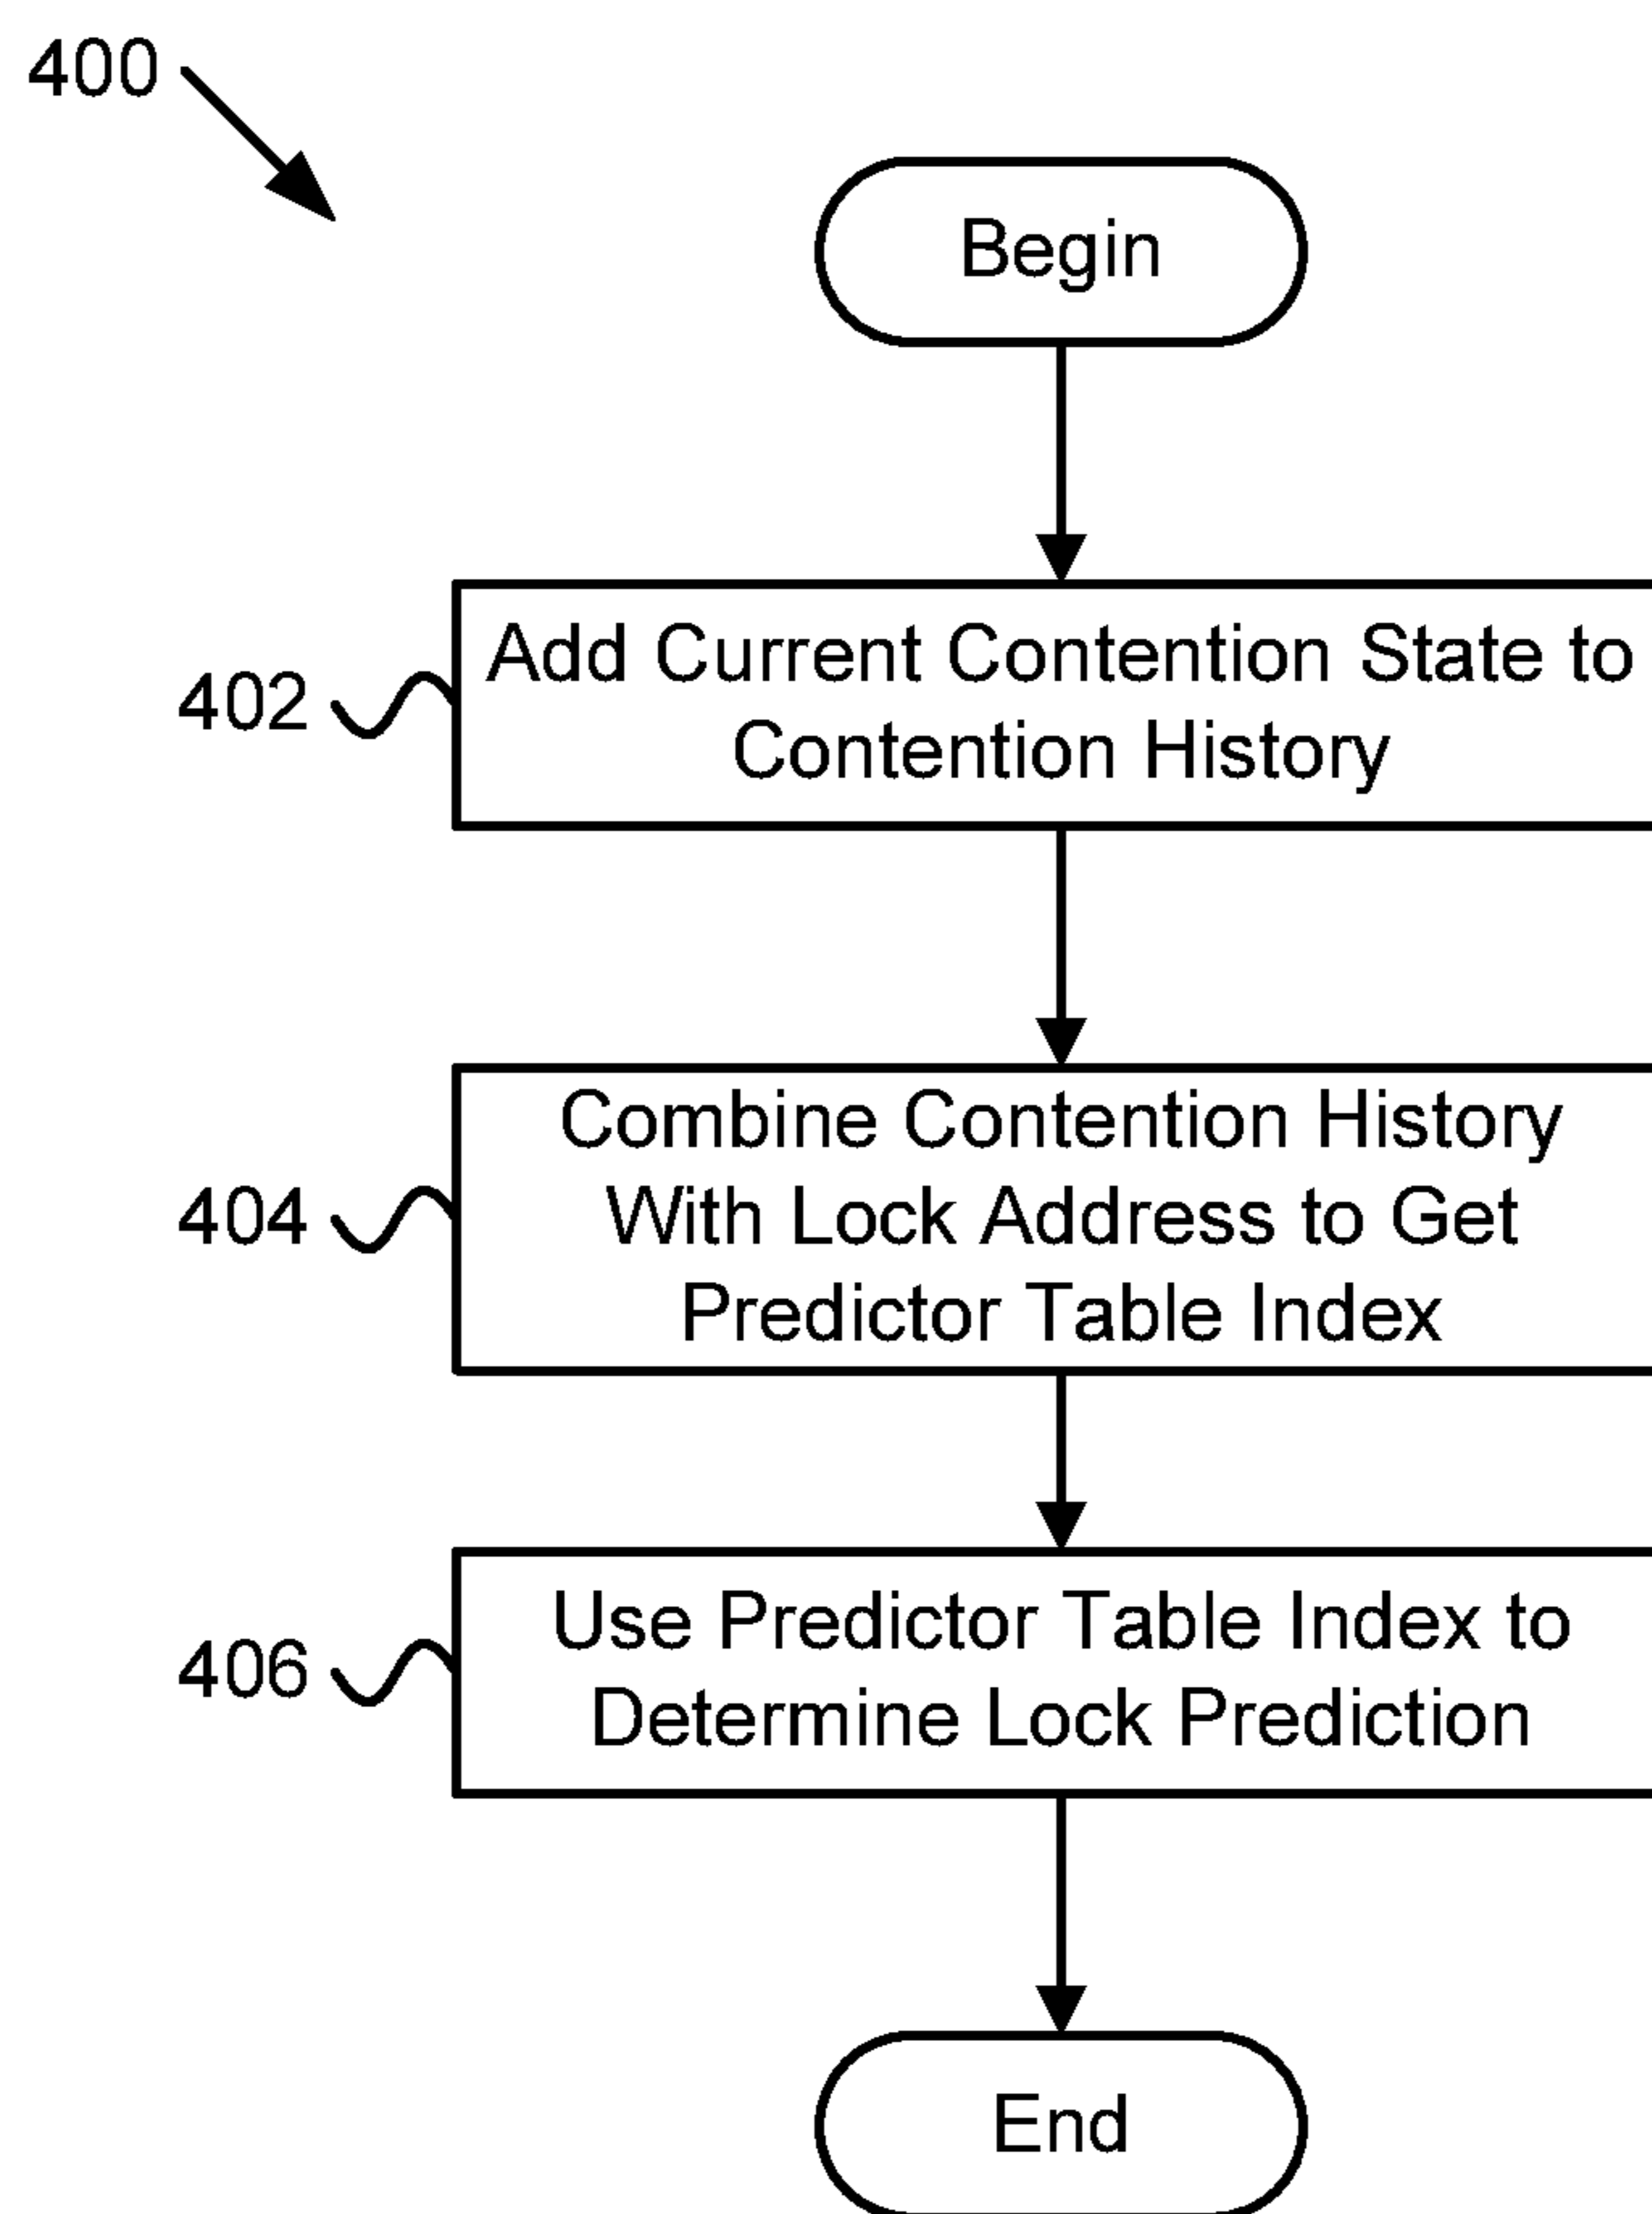 400
Begin
402
Add Current Contention State to
Contention History
404
Combine Contention History
With Lock Address to Get
Predictor Table Index
406
Use Predictor Table Index to
Determine Lock Prediction
End